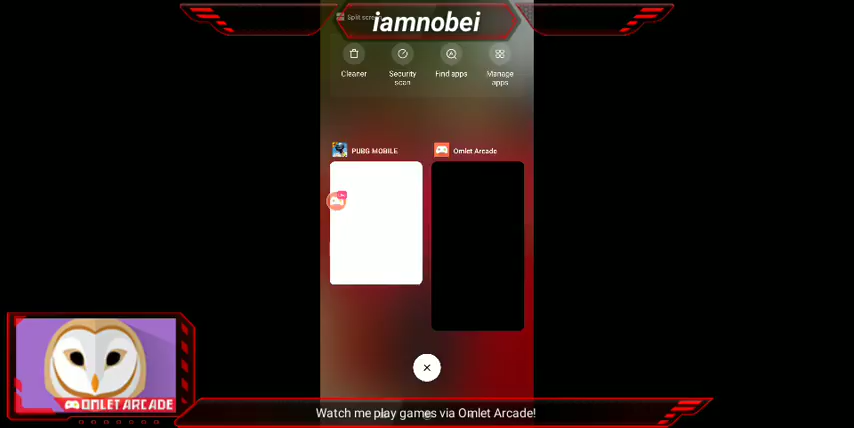 Split scre
iamnobei
Cleaner
Security
scan
Find apps
Manage
apps
PUBG MOBILE
Omlet Arcade
OMLET ARCADE
Watch me play games via Omlet Arcade!